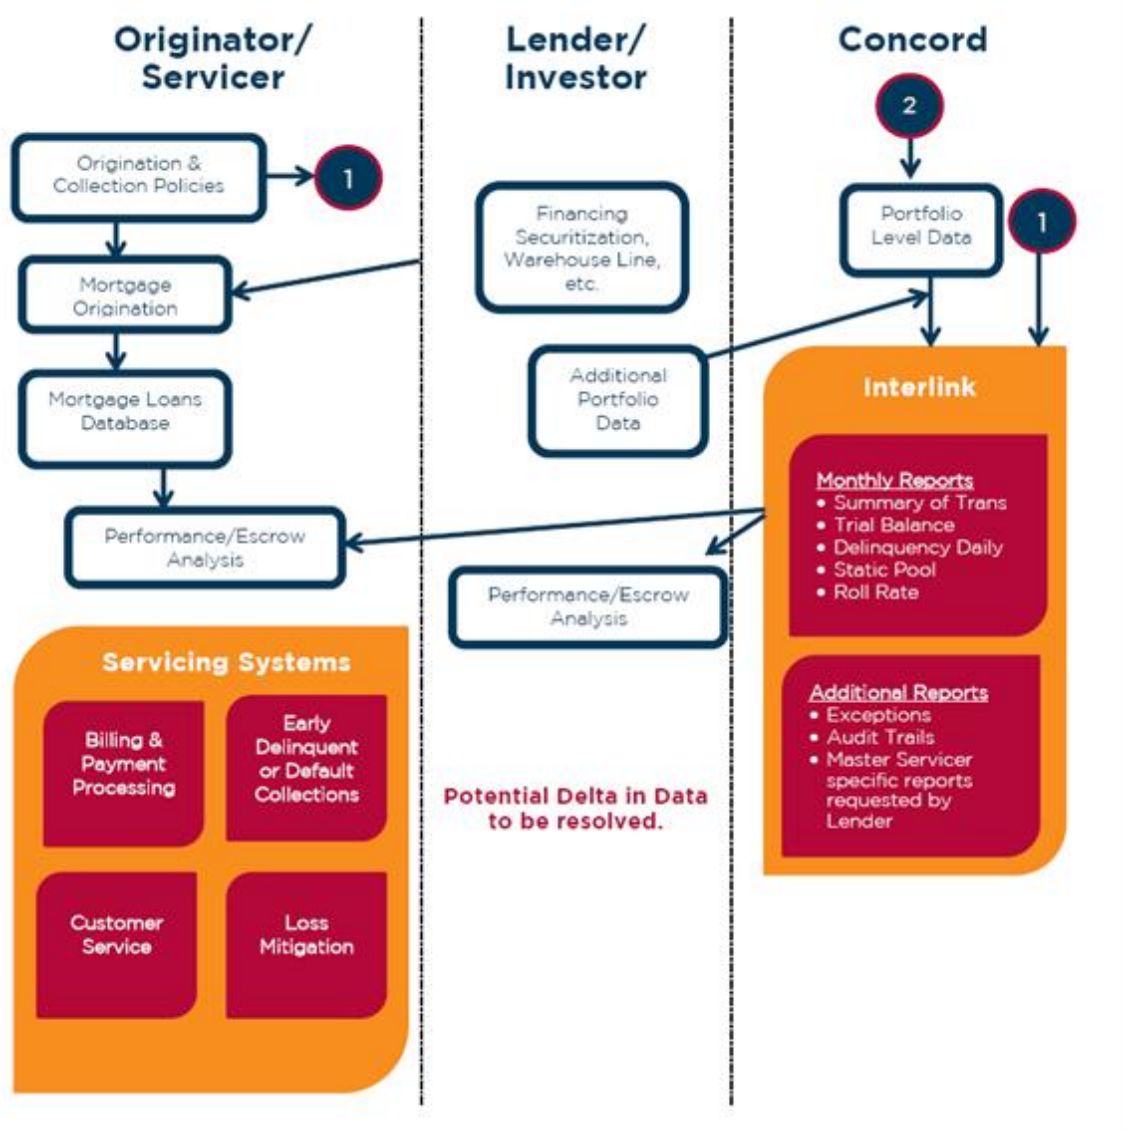 Originator/
Servicer
Origination &
Collection Policies
1
Mortgage
Origination
Mortgage Loans
Database
Performance/Escrow
Analysis
Servicing Systems
Billing &
Payment
Processing
Early
Delinquent
or Default
Collections
Customer
Service
Loss
Mitigation
Lender/
Investor
Financing
Securitization,
Warehouse Line,
etc.
Additional
Portfolio
Data
Performance/Escrow
Analysis
Potential Delta in Data
to be resolved.
Concord
2
Portfolio
Level Data
1
Interlink
Monthly Reports
• Summary of Trans
• Trial Balance
• Delinquency Daily
• Static Pool
• Roll Rate
Additional Reports
• Exceptions
• Audit Trails
• Master Servicer
specific reports
requested by
Lender